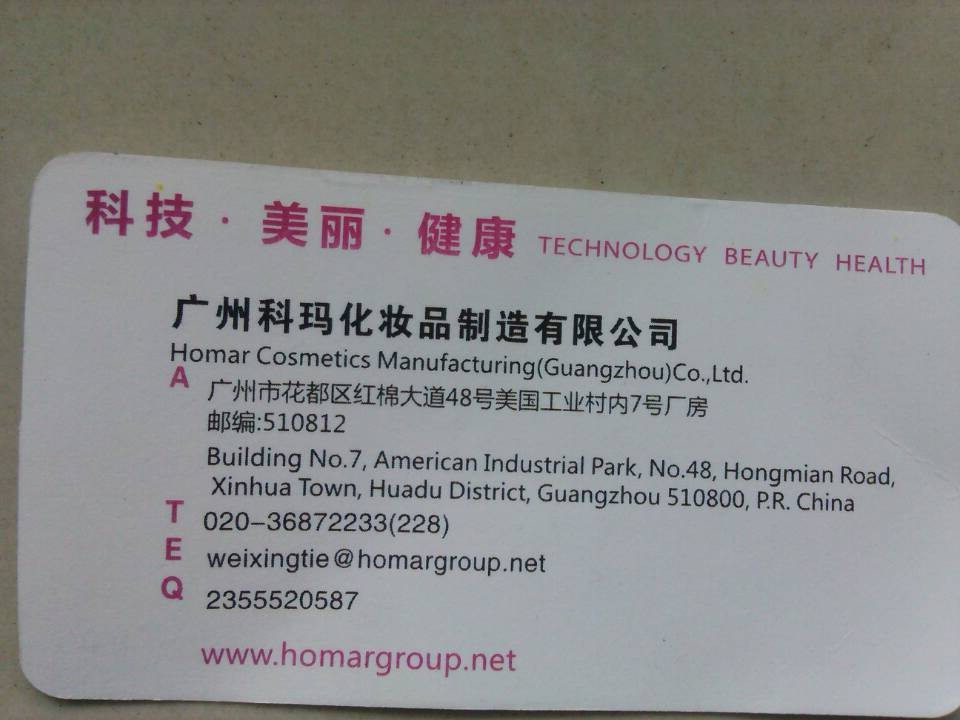 科技·美丽·健康 TECHNOLOGY BEAUTY HEALTH
广州科玛化妆品制造有限公司
Homar Cosmetics Manufacturing(Guangzhou)Co.,Ltd.
A 广州市花都区红棉大道48号美国工业村内7号厂房
邮编:510812
Building No.7, American Industrial Park, No.48, Hongmian Road,
Xinhua Town, Huadu District, Guangzhou 510800, P.R. China
T 020-36872233(228)
E weixingtie@homargroup.net
Q 2355520587
www.homargroup.net